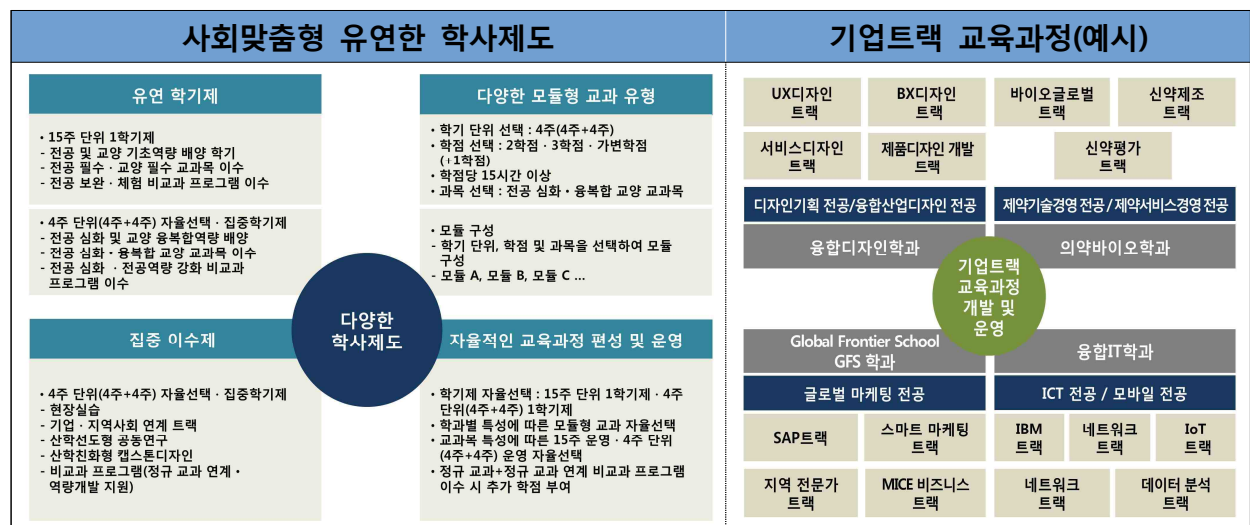 사회맞춤형 유연한 학사제도
유연 학기제
• 15주 단위 1학기제
- 전공 및 교양 기초역량 배양 학기
- 전공 필수 · 교양 필수 교과목 이수
- 전공 보완 · 체험 비교과 프로그램 이수
• 4주 단위(4주+4주) 자율선택 · 집중학기제
- 전공 심화 및 교양 융복합역량 배양
- 전공 심화 • 융복합 교양 교과목 이수
- 전공 심화 · 전공역량 강화 비교과
프로그램 이수
다양한 모듈형 교과 유형
• 학기 단위 선택 : 4주(4주+4주)
• 학점 선택 : 2학점 · 3학점 · 가변학점
(+1학점)
• 학점당 15시간 이상
• 과목 선택 : 전공 심화 • 융복합 교양 교과목
• 모듈 구성
- 학기 단위, 학점 및 과목을 선택하여 모듈
구성
- 모듈 A, 모듈 B, 모듈 C ...
다양한
학사제도
집중 이수제
• 4주 단위(4주+4주) 자율선택 · 집중학기제
- 현장실습
- 기업 · 지역사회 연계 트랙
- 산학선도형 공동연구
- 산학친화형 캡스톤디자인
- 비교과 프로그램(정규 교과 연계 •
역량개발 지원)
자율적인 교육과정 편성 및 운영
• 학기제 자율선택 : 15주 단위 1학기제 · 4주
단위(4주+4주) 1학기제
• 학과별 특성에 따른 모듈형 교과 자율선택
• 교과목 특성에 따른 15주 운영 · 4주 단위
(4주+4주) 운영 자율선택
• 정규 교과+정규 교과 연계 비교과 프로그램
이수 시 추가 학점 부여
기업트랙 교육과정(예시)
UX디자인
트랙
BX디자인
트랙
바이오글로벌
트랙
신약제조
트랙
서비스디자인
트랙
제품디자인 개발
트랙
신약평가
트랙
디자인기획 전공/융합산업디자인 전공
제약기술경영 전공 / 제약서비스경영 전공
융합디자인학과
의약바이오학과
기업트랙
교육과정
개발 및
운영
Global Frontier School
GFS 학과
융합IT학과
글로벌 마케팅 전공
ICT 전공 / 모바일 전공
SAP트랙
스마트 마케팅
트랙
IBM
트랙
네트워크
트랙
IoT
트랙
지역 전문가
트랙
MICE 비즈니스
트랙
네트워크
트랙
데이터 분석
트랙